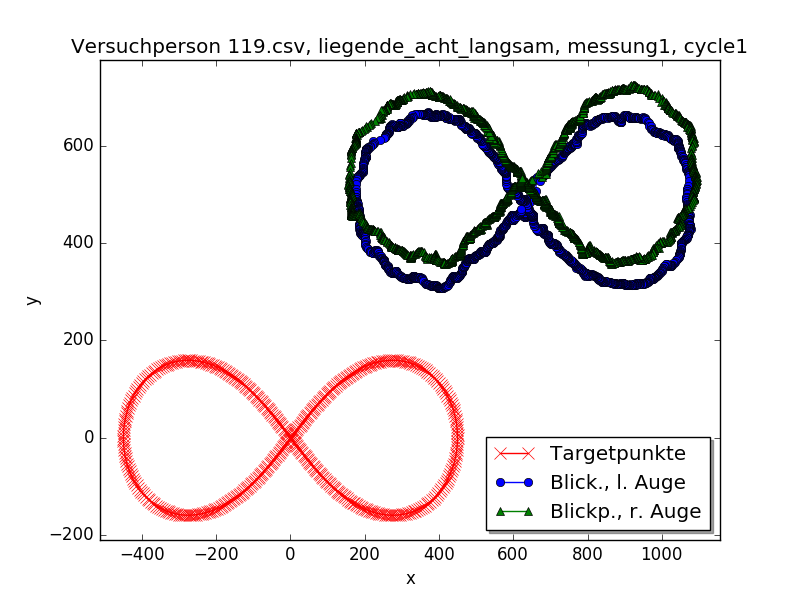 Versuchperson 119.csv, liegende_acht_langsam, messung1, cycle1
y
600
400
200
0
−200
−400
−200
0
200
400
600
800
1000
x
Targetpunkte
Blick., l. Auge
Blickp., r. Auge